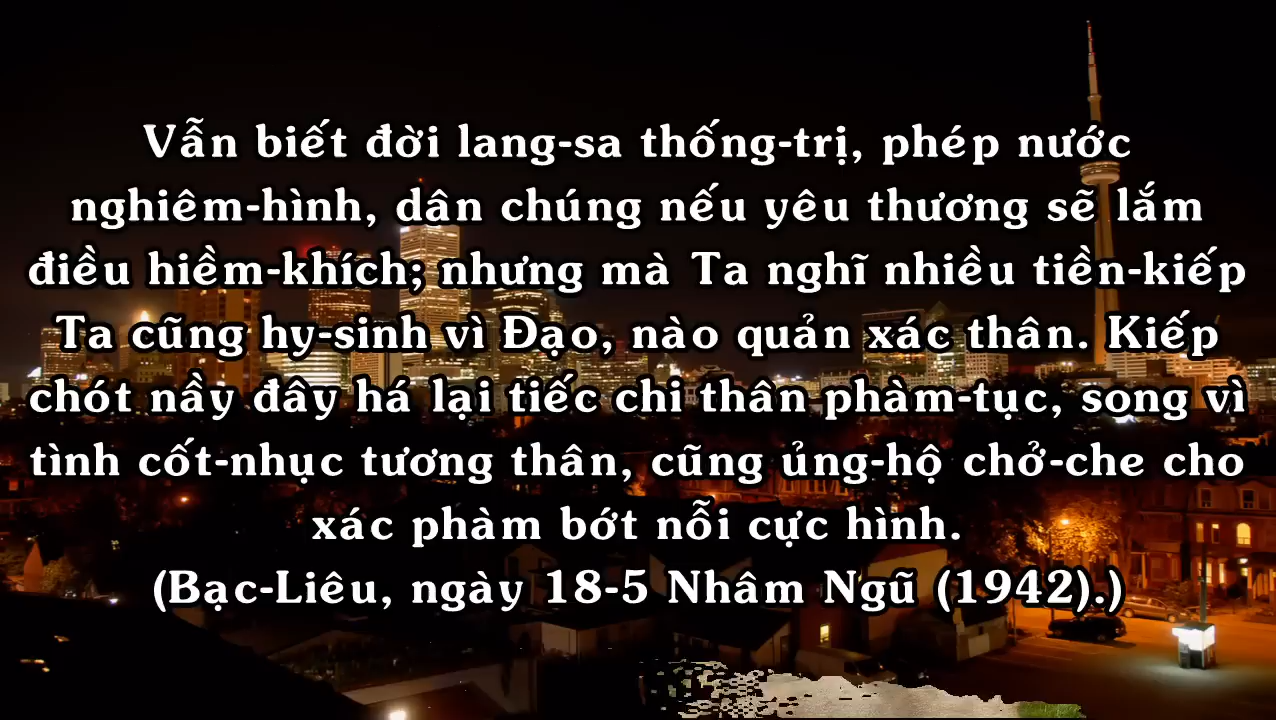 Vẫn biết đời lang-sa thống-trị, phép nước
nghiêm-hình, dân chúng nếu yêu thương sẽ lắm
điều hiềm-khích; nhưng mà Ta nghĩ nhiều tiền-kiếp
Ta cũng hy-sinh vì Đạo, nào quản xác thân. Kiếp
chót nầy đây há lại tiếc chi thân phàm-tục, song vì
tình cốt-nhục tương thân, cũng ủng-hộ chở-che cho
xác phàm bớt nỗi cực hình.
(Bạc-Liêu, ngày 18-5 Nhâm Ngũ (1942).)